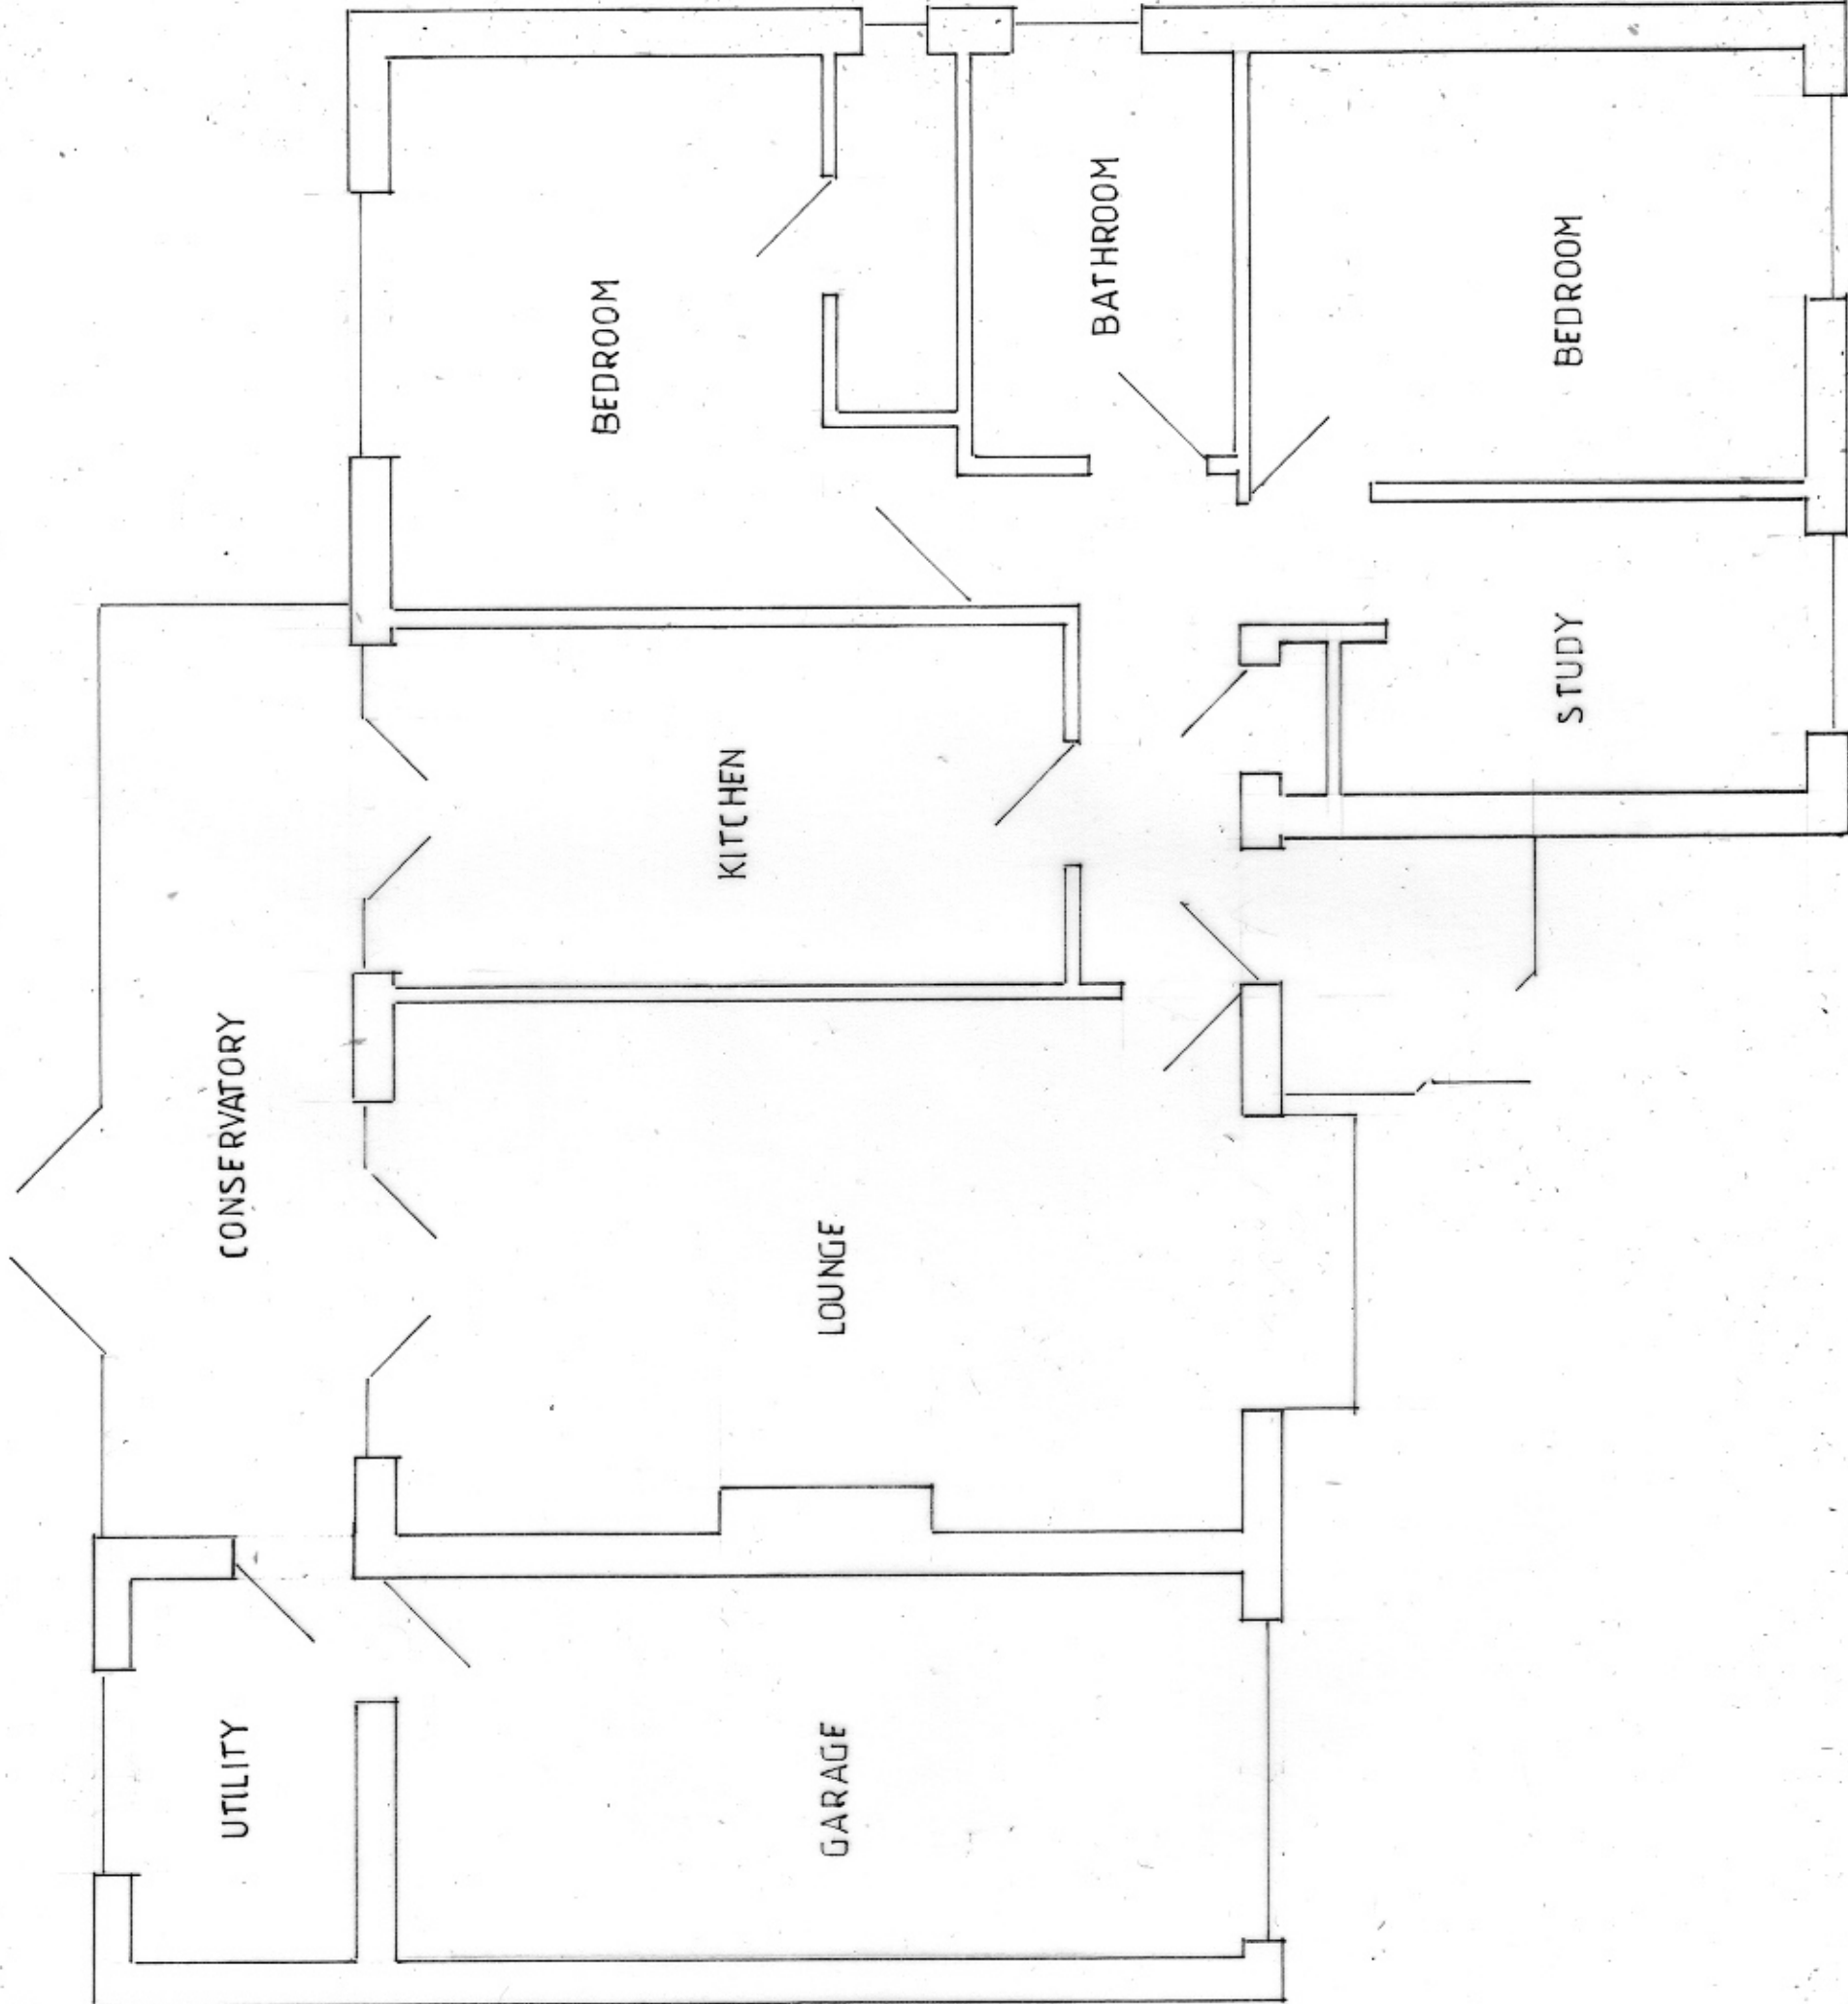 UTILITY
CONSERVATORY
GARAGE
LOUNGE
KITCHEN
BEDROOM
BATHROOM
STUDY
BEDROOM